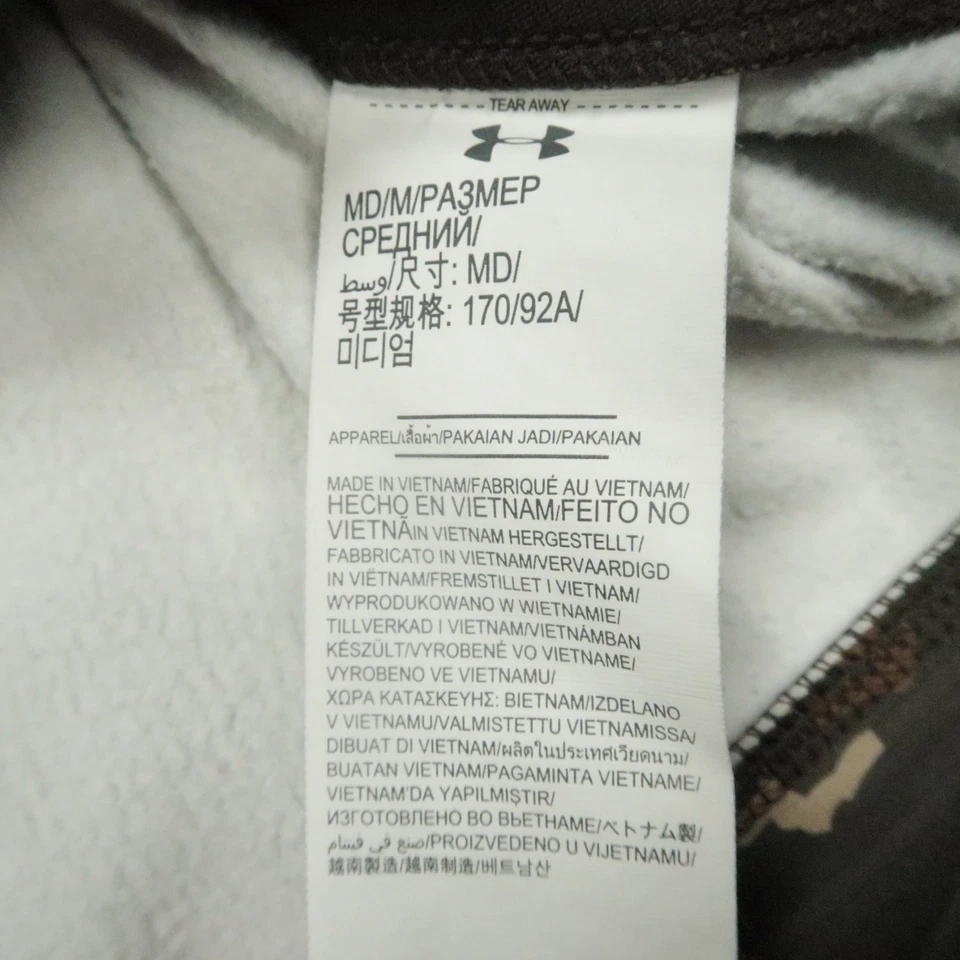 TEAR AWAY
MD/M/РАЗМЕР
СРЕДНИЙ/
وسط/尺寸: MD/
号型规格: 170/92A/
미디엄
APPAREL/เสื้อผ้า/PAKAIAN JADI/PAKAIAN
MADE IN VIETNAM/FABRIQUÉ AU VIETNAM/
HECHO EN VIETNAM/FEITO NO
VIETNÃIN VIETNAM HERGESTELLT/
FABBRICATO IN VIETNAM/VERVAARDIGD
IN VIËTNAM/FREMSTILLET I VIETNAM/
WYPRODUKOWANO W WIETNAMIE/
TILLVERKAD I VIETNAM/VIETNÁMBAN
KÉSZÜLT/VYROBENÉ VO VIETNAME/
VYROBENO VE VIETNAMU/
ΧΩΡΑ ΚΑΤΑΣΚΕΥΗΣ: ΒΙΕΤΝΑΜ/IZDELANO
V VIETNAMU/VALMISTETTU VIETNAMISSA/
DIBUAT DI VIETNAM/ผลิตในประเทศเวียดนาม/
BUATAN VIETNAM/PAGAMINTA VIETNAME/
VIETNAM'DA YAPILMIŞTIR/
ИЗГОТОВЛЕНО ВО ВЬЕТНАМЕ/ベトナム製/
صنع في فيتنام/PROIZVEDENO U VIJETNAMU/
越南製造/越南制造/베트남산